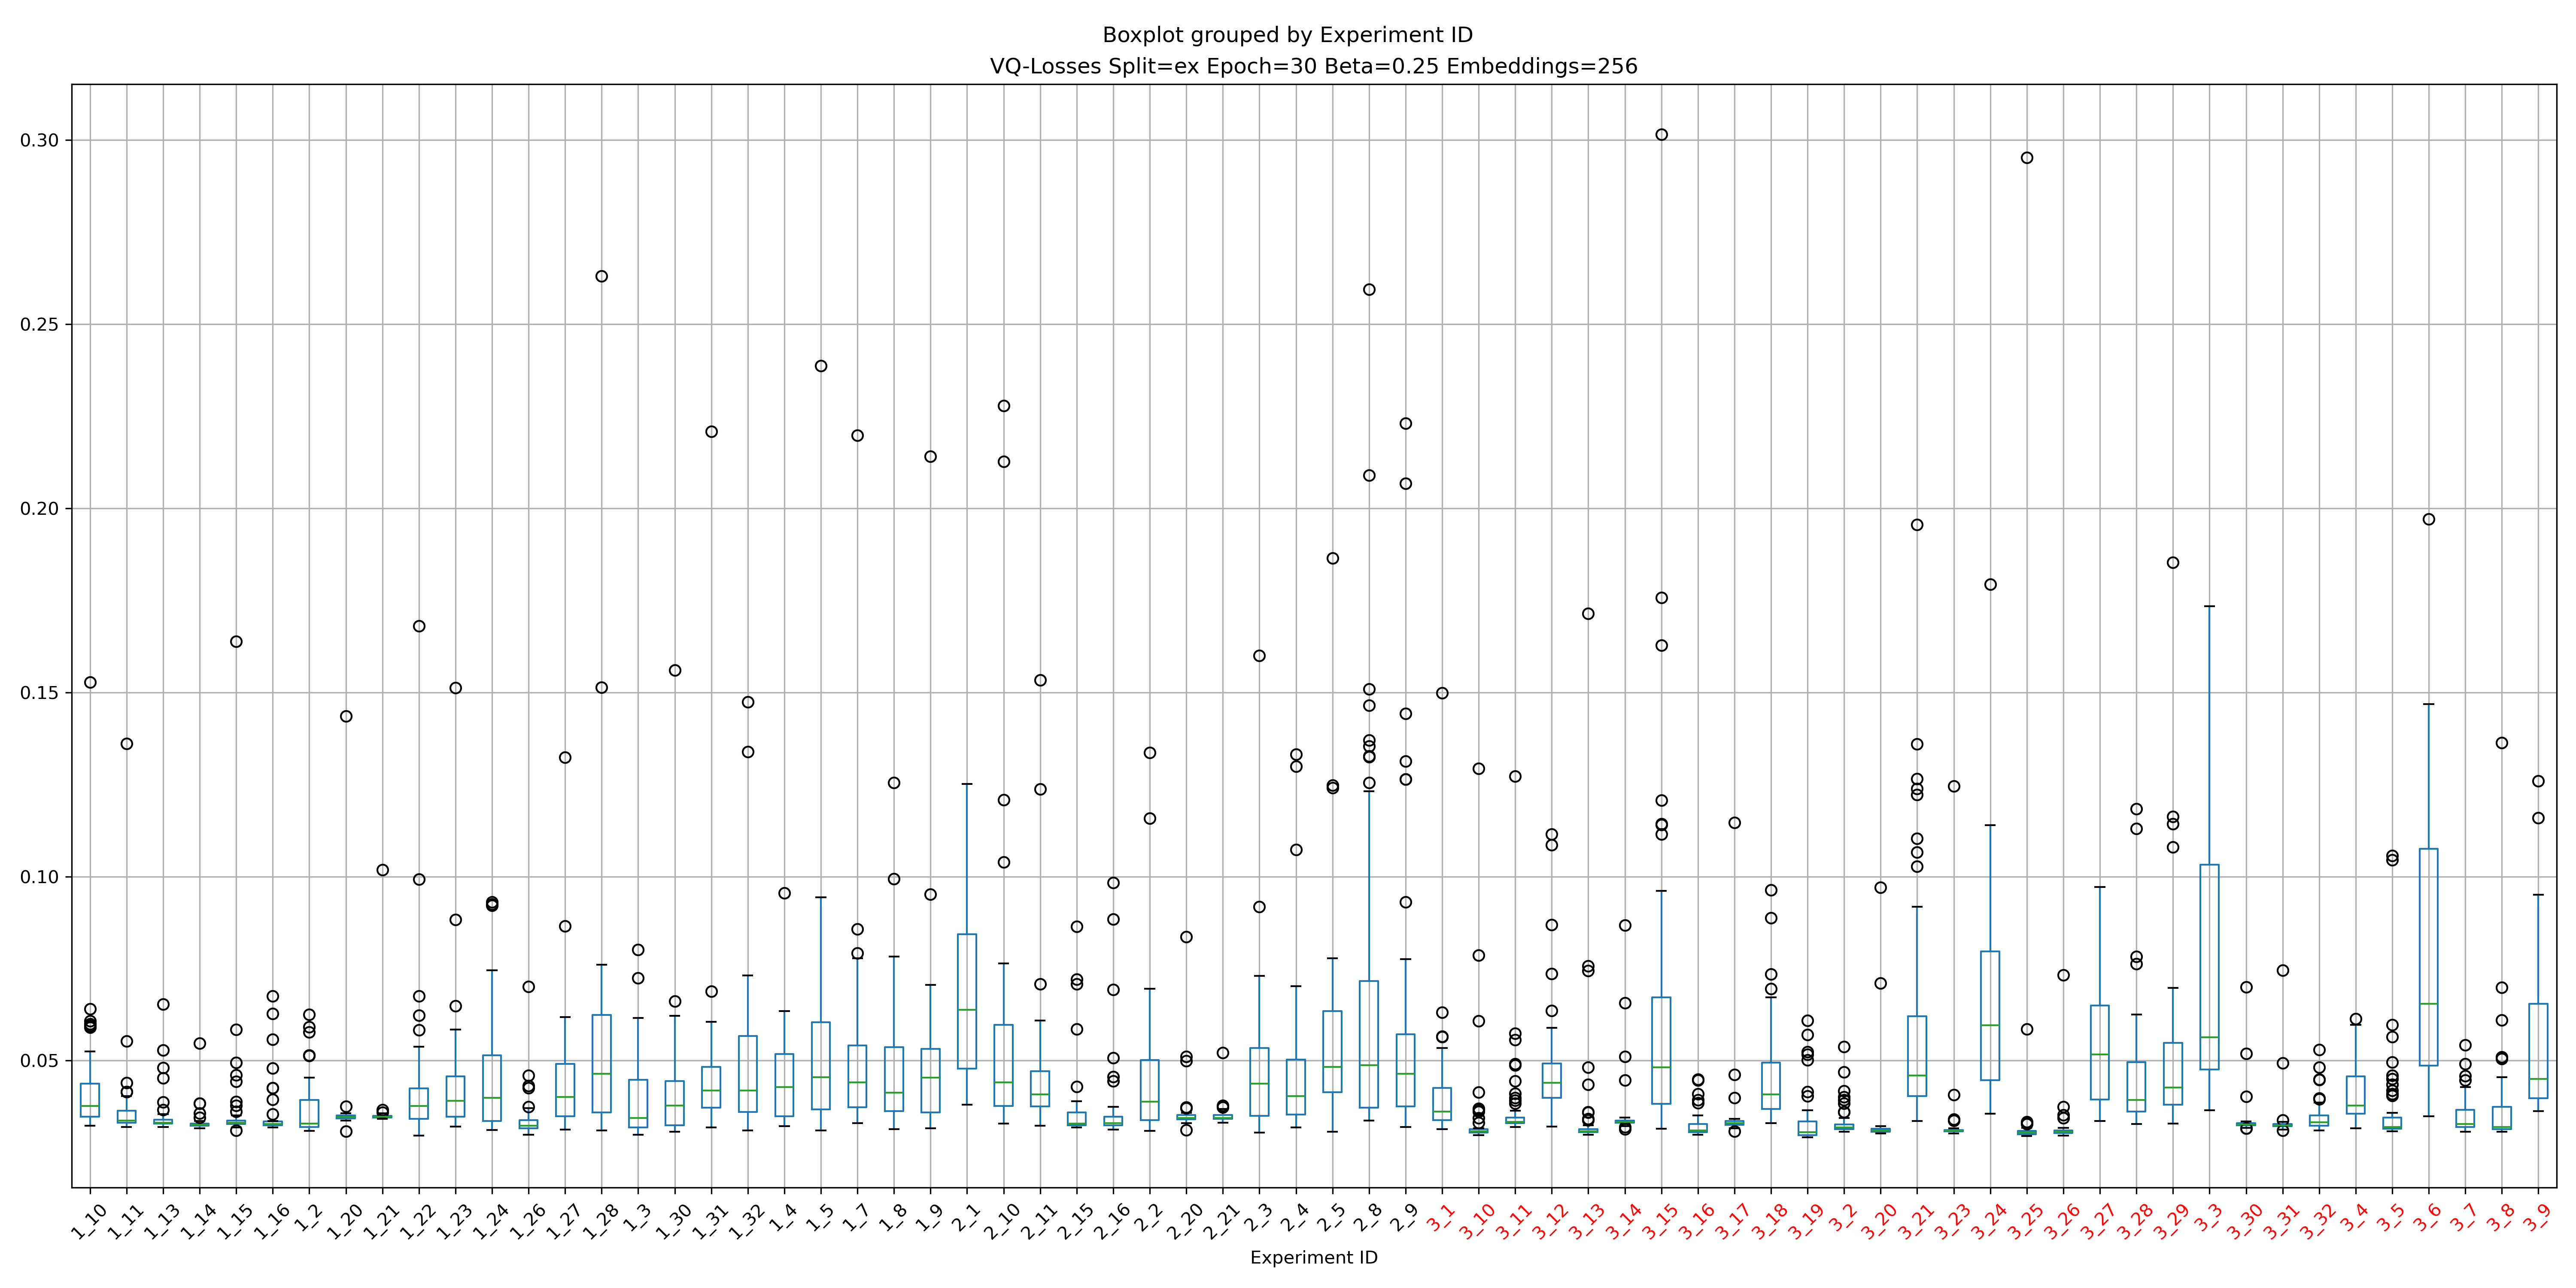 Boxplot grouped by Experiment ID
VQ-Losses Split=ex Epoch=30 Beta=0.25 Embeddings=256
0.30
0.25
0.20
0.15
0.10
0.05
1_10 1_11 1_13 1_14 1_15 1_16 1_2 1_20 1_21 1_22 1_23 1_24 1_26 1_27 1_28 1_3 1_30 1_31 1_32 1_4 1_5 1_7 1_8 1_9 2_1 2_10 2_11 2_15 2_16 2_2 2_20 2_21 2_3 2_4 2_5 2_8 2_9 3_1 3_10 3_11 3_12 3_13 3_14 3_15 3_16 3_17 3_18 3_19 3_2 3_20 3_21 3_23 3_24 3_25 3_26 3_27 3_28 3_29 3_3 3_30 3_31 3_32 3_4 3_5 3_6 3_7 3_8 3_9
Experiment ID